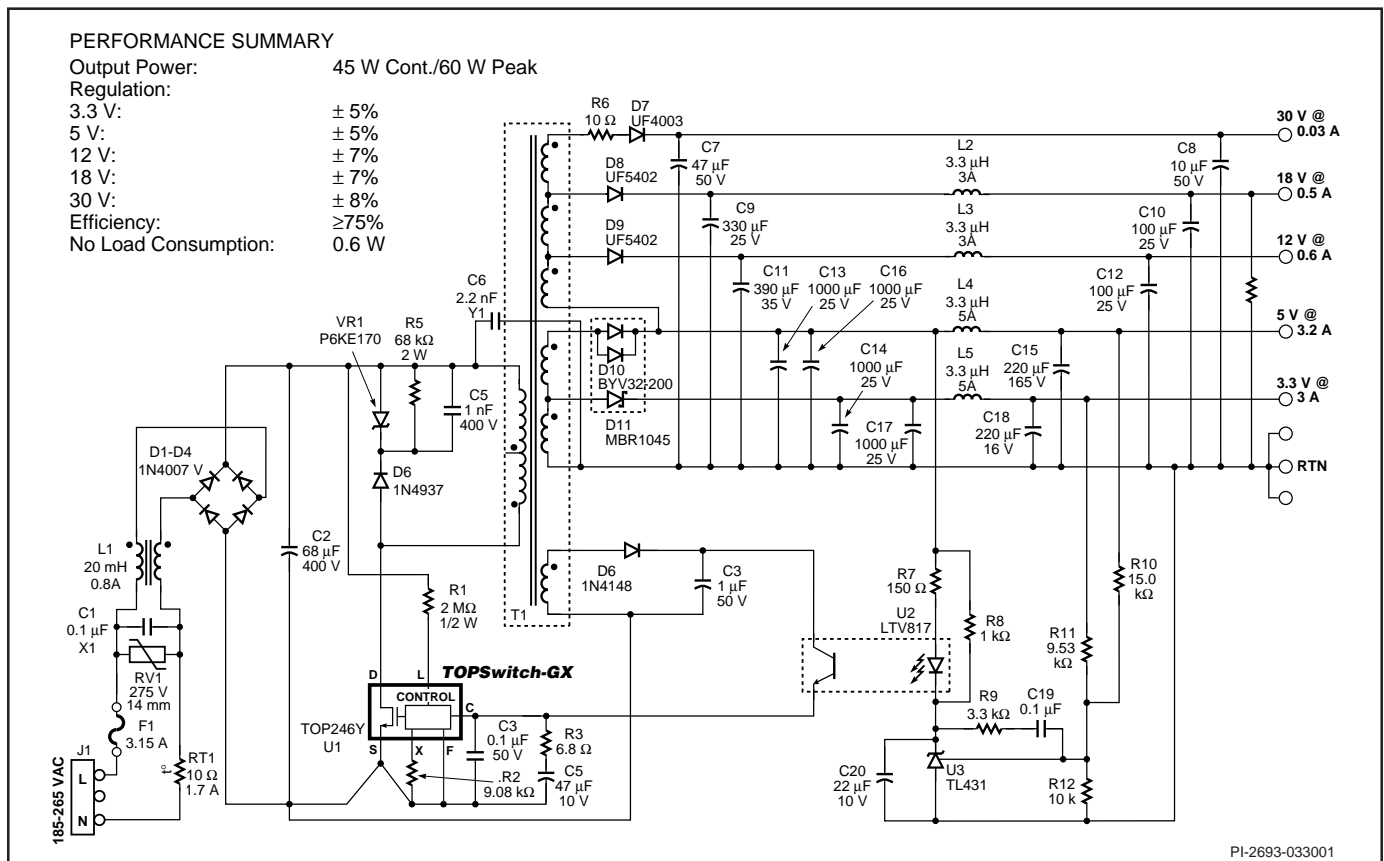 PERFORMANCE SUMMARY
Output Power: 45 W Cont./60 W Peak
Regulation:
3.3 V: ± 5%
5 V: ± 5%
12 V: ± 7%
18 V: ± 7%
30 V: ± 8%
Efficiency: ≥75%
No Load Consumption: 0.6 W
R6
10 Ω
D7
UF4003
C7
47 µF
50 V
L2
3.3 µH
3A
C8
10 µF
50 V
30 V @
0.03 A
D8
UF5402
18 V @
0.5 A
C9
330 µF
25 V
L3
3.3 µH
3A
C10
100 µF
25 V
D9
UF5402
12 V @
0.6 A
C6
2.2 nF
Y1
C11
390 µF
35 V
C13
1000 µF
25 V
C16
1000 µF
25 V
L4
3.3 µH
5A
C12
100 µF
25 V
5 V @
3.2 A
VR1
P6KE170
R5
68 kΩ
2 W
C5
1 nF
400 V
D10
BYV32-200
C14
1000 µF
25 V
L5
3.3 µH
5A
C15
220 µF
165 V
3.3 V @
3 A
D11
MBR1045
C17
1000 µF
25 V
C18
220 µF
16 V
RTN
D1-D4
1N4007 V
D6
1N4937
L1
20 mH
0.8A
C2
68 µF
400 V
C1
0.1 µF
X1
RV1
275 V
14 mm
F1
3.15 A
J1
L
N
185-265 VAC
t°
RT1
10 Ω
1.7 A
R1
2 MΩ
1/2 W
T1
D6
1N4148
C3
1 µF
50 V
R7
150 Ω
U2
LTV817
R8
1 kΩ
R10
15.0
kΩ
R11
9.53
kΩ
TOPSwitch-GX
D
L
CONTROL
C
S
X
F
TOP246Y
U1
.R2
9.08 kΩ
C3
0.1 µF
50 V
R3
6.8 Ω
C5
47 µF
10 V
R9
3.3 kΩ
C19
0.1 µF
C20
22 µF
10 V
U3
TL431
R12
10 k
PI-2693-033001